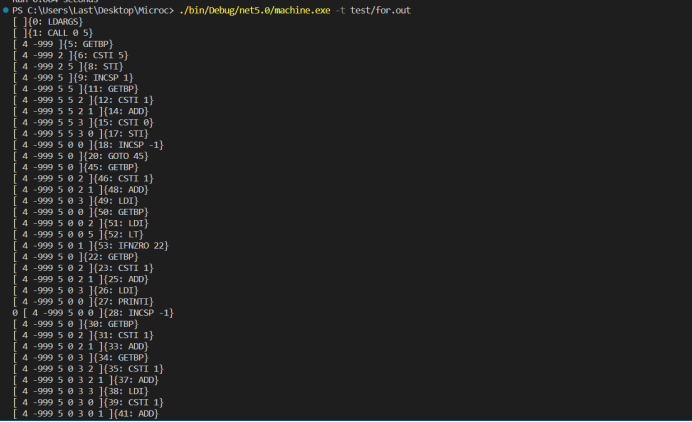 Run 0.004 seconds
PS C:\Users\Last\Desktop\Microc> ./bin/Debug/net5.0/machine.exe -t test/for.out
[ ]{0: LDARGS}
[ ]{1: CALL 0 5}
[ 4 -999 ]{5: GETBP}
[ 4 -999 2 ]{6: CSTI 5}
[ 4 -999 2 5 ]{8: STI}
[ 4 -999 5 ]{9: INCSP 1}
[ 4 -999 5 5 ]{11: GETBP}
[ 4 -999 5 5 2 ]{12: CSTI 1}
[ 4 -999 5 5 2 1 ]{14: ADD}
[ 4 -999 5 5 3 ]{15: CSTI 0}
[ 4 -999 5 5 3 0 ]{17: STI}
[ 4 -999 5 0 0 ]{18: INCSP -1}
[ 4 -999 5 0 ]{20: GOTO 45}
[ 4 -999 5 0 ]{45: GETBP}
[ 4 -999 5 0 2 ]{46: CSTI 1}
[ 4 -999 5 0 2 1 ]{48: ADD}
[ 4 -999 5 0 3 ]{49: LDI}
[ 4 -999 5 0 0 ]{50: GETBP}
[ 4 -999 5 0 0 2 ]{51: LDI}
[ 4 -999 5 0 0 5 ]{52: LT}
[ 4 -999 5 0 1 ]{53: IFNZRO 22}
[ 4 -999 5 0 ]{22: GETBP}
[ 4 -999 5 0 2 ]{23: CSTI 1}
[ 4 -999 5 0 2 1 ]{25: ADD}
[ 4 -999 5 0 3 ]{26: LDI}
[ 4 -999 5 0 0 ]{27: PRINTI}
0 [ 4 -999 5 0 0 ]{28: INCSP -1}
[ 4 -999 5 0 ]{30: GETBP}
[ 4 -999 5 0 2 ]{31: CSTI 1}
[ 4 -999 5 0 2 1 ]{33: ADD}
[ 4 -999 5 0 3 ]{34: GETBP}
[ 4 -999 5 0 3 2 ]{35: CSTI 1}
[ 4 -999 5 0 3 2 1 ]{37: ADD}
[ 4 -999 5 0 3 3 ]{38: LDI}
[ 4 -999 5 0 3 0 ]{39: CSTI 1}
[ 4 -999 5 0 3 0 1 ]{41: ADD}